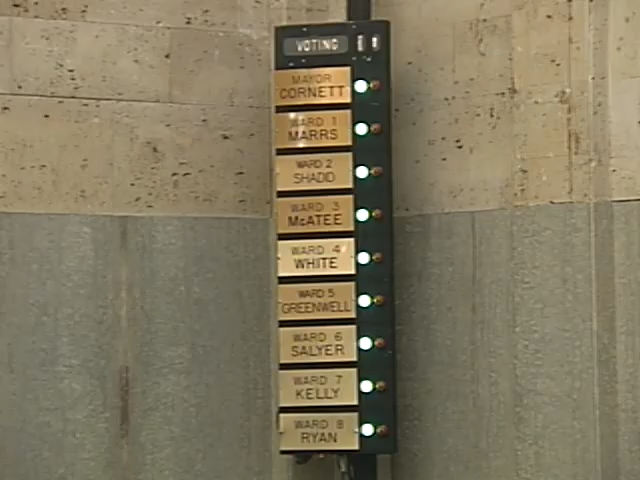 VOTING
MAYOR
CORNETT
WARD 1
MARRS
WARD 2
SHADID
WARD 3
McATEE
WARD 4
WHITE
WARD 5
GREENWELL
WARD 6
SALYER
WARD 7
KELLY
WARD 8
RYAN